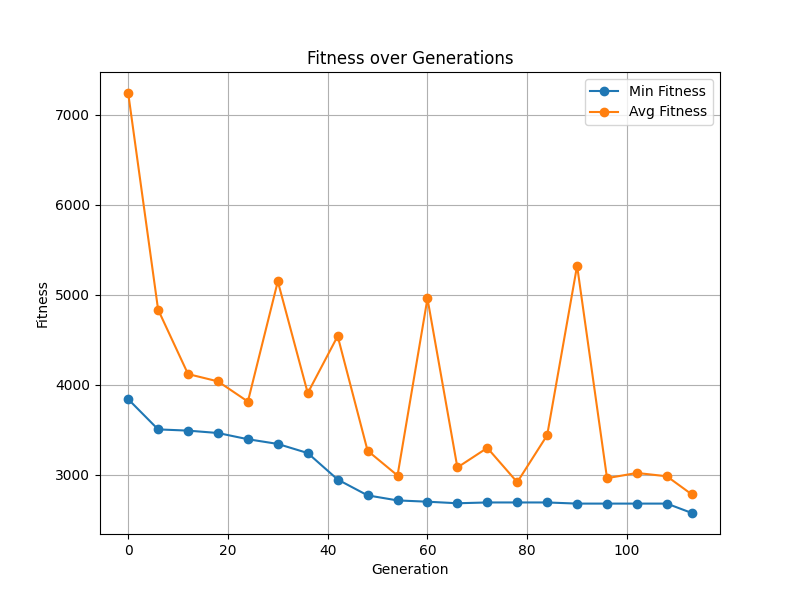 Fitness over Generations
Min Fitness
Avg Fitness
7000
6000
5000
4000
3000
Fitness
0 20 40 60 80 100
Generation